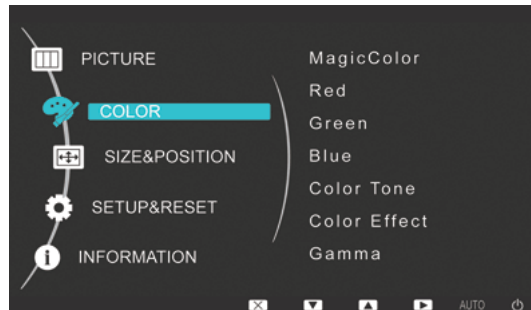 PICTURE
COLOR
SIZE&POSITION
SETUP&RESET
INFORMATION
MagicColor
Red
Green
Blue
Color Tone
Color Effect
Gamma
AUTO